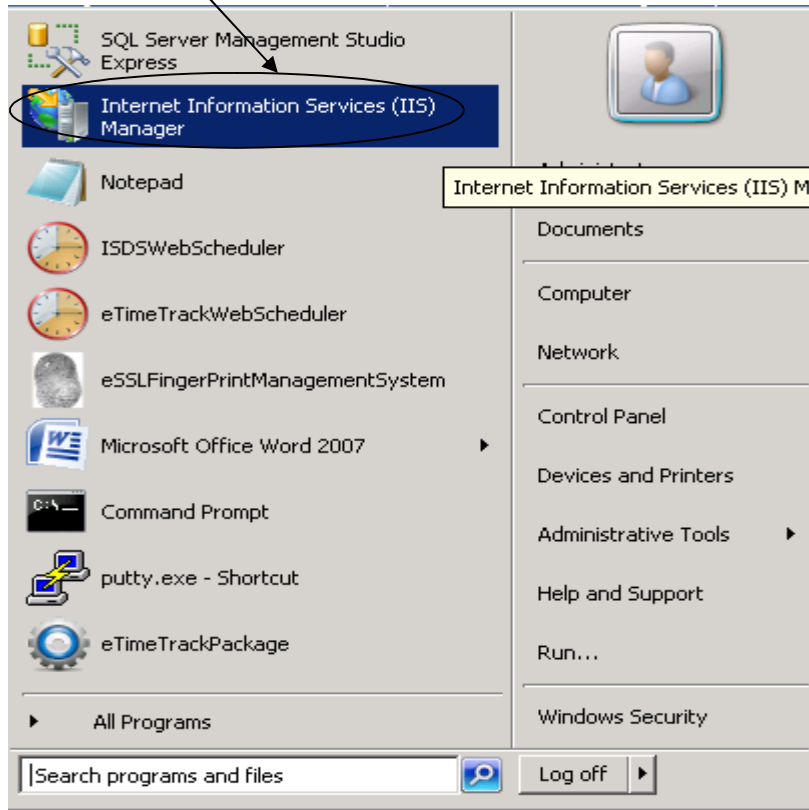 SQL Server Management Studio
Express
Internet Information Services (IIS)
Manager
Notepad
ISDSWebScheduler
eTimeTrackWebScheduler
eSSLFingerPrintManagementSystem
Microsoft Office Word 2007
C:\
Command Prompt
putty.exe - Shortcut
eTimeTrackPackage
All Programs
Search programs and files
Internet Information Services (IIS) M
Documents
Computer
Network
Control Panel
Devices and Printers
Administrative Tools
Help and Support
Run...
Windows Security
Log off